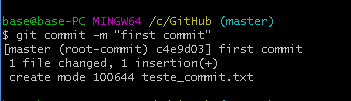 base@base-PC MINGW64 /c/GitHub (master)
$ git commit -m "first commit"
[master (root-commit) c4e9d03] first commit
 1 file changed, 1 insertion(+)
 create mode 100644 teste_commit.txt